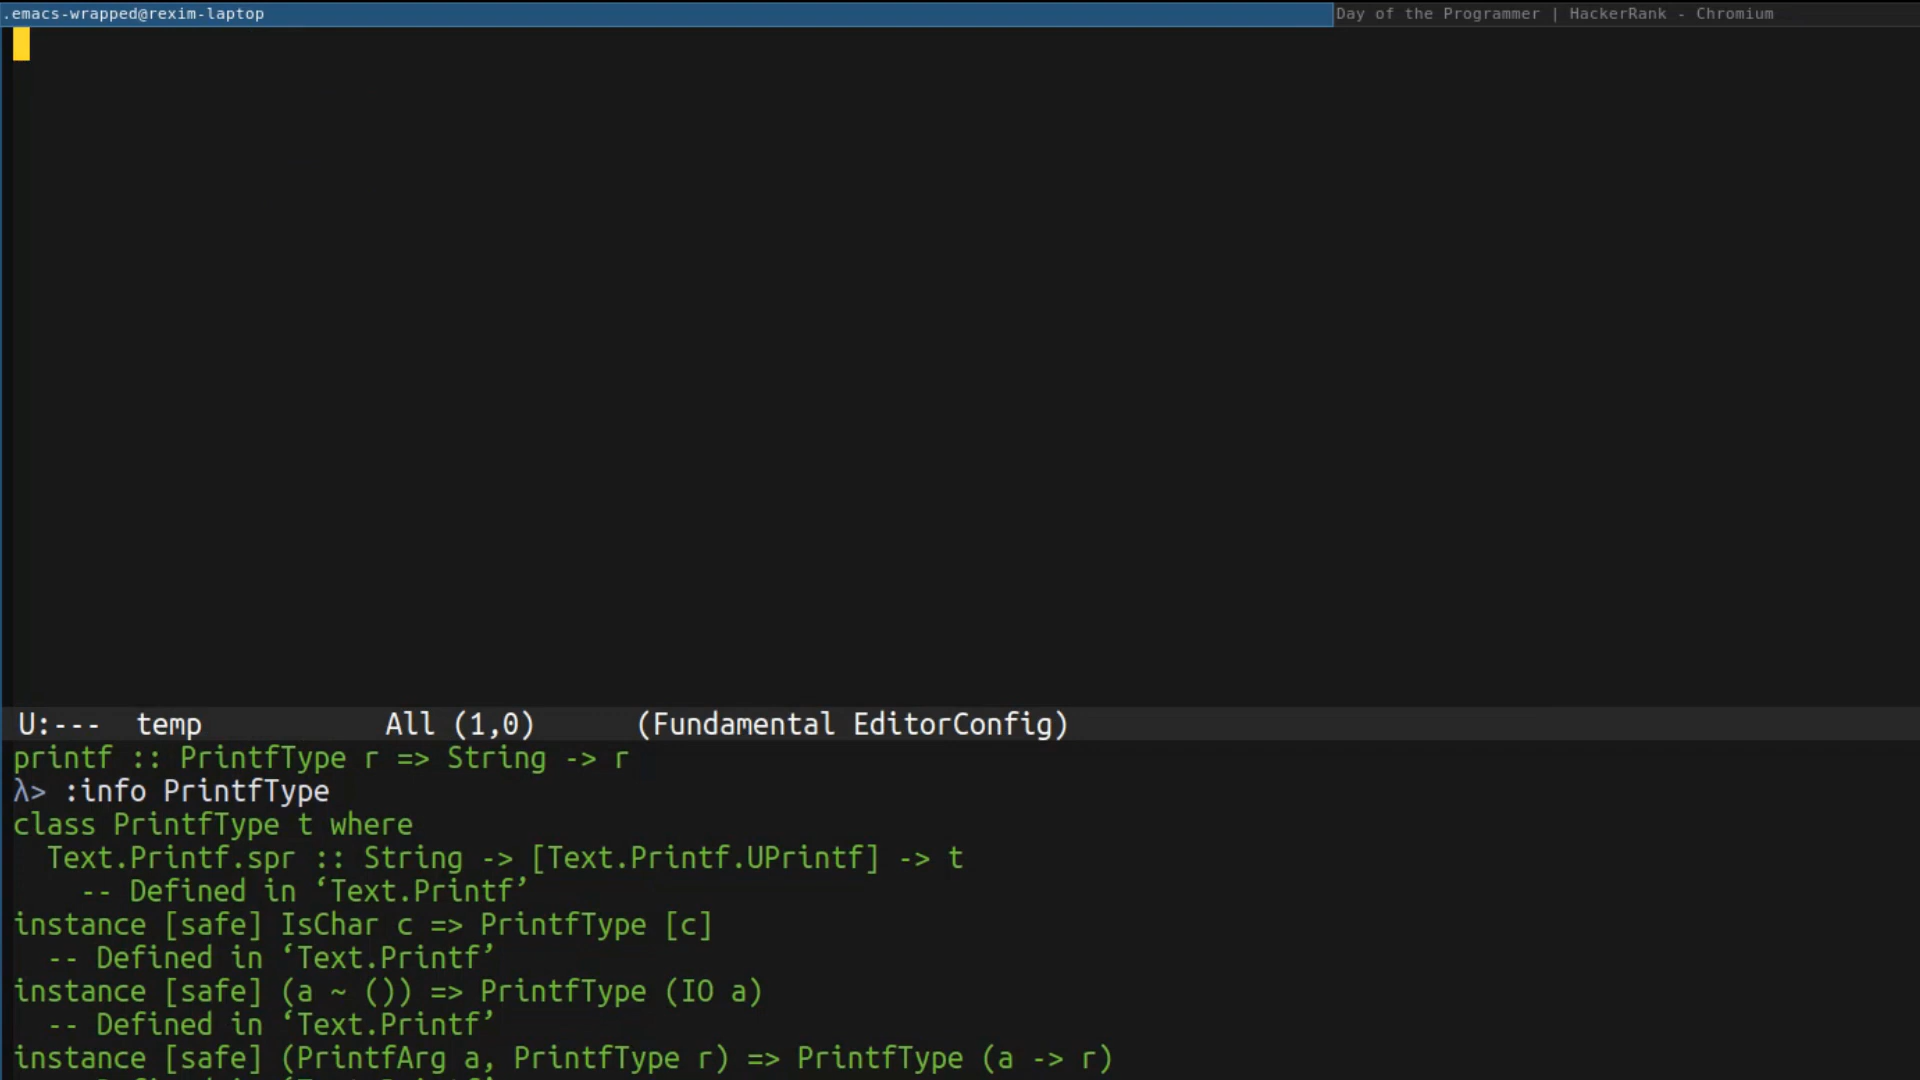 .emacs-wrapped@rexim-laptop
Day of the Programmer | HackerRank - Chromium
U:--- temp All (1,0) (Fundamental EditorConfig)
printf :: PrintfType r => String -> r
λ> :info PrintfType
class PrintfType t where
  Text.Printf.spr :: String -> [Text.Printf.UPrintf] -> t
    -- Defined in ‘Text.Printf’
instance [safe] IsChar c => PrintfType [c]
  -- Defined in ‘Text.Printf’
instance [safe] (a ~ ()) => PrintfType (IO a)
  -- Defined in ‘Text.Printf’
instance [safe] (PrintfArg a, PrintfType r) => PrintfType (a -> r)